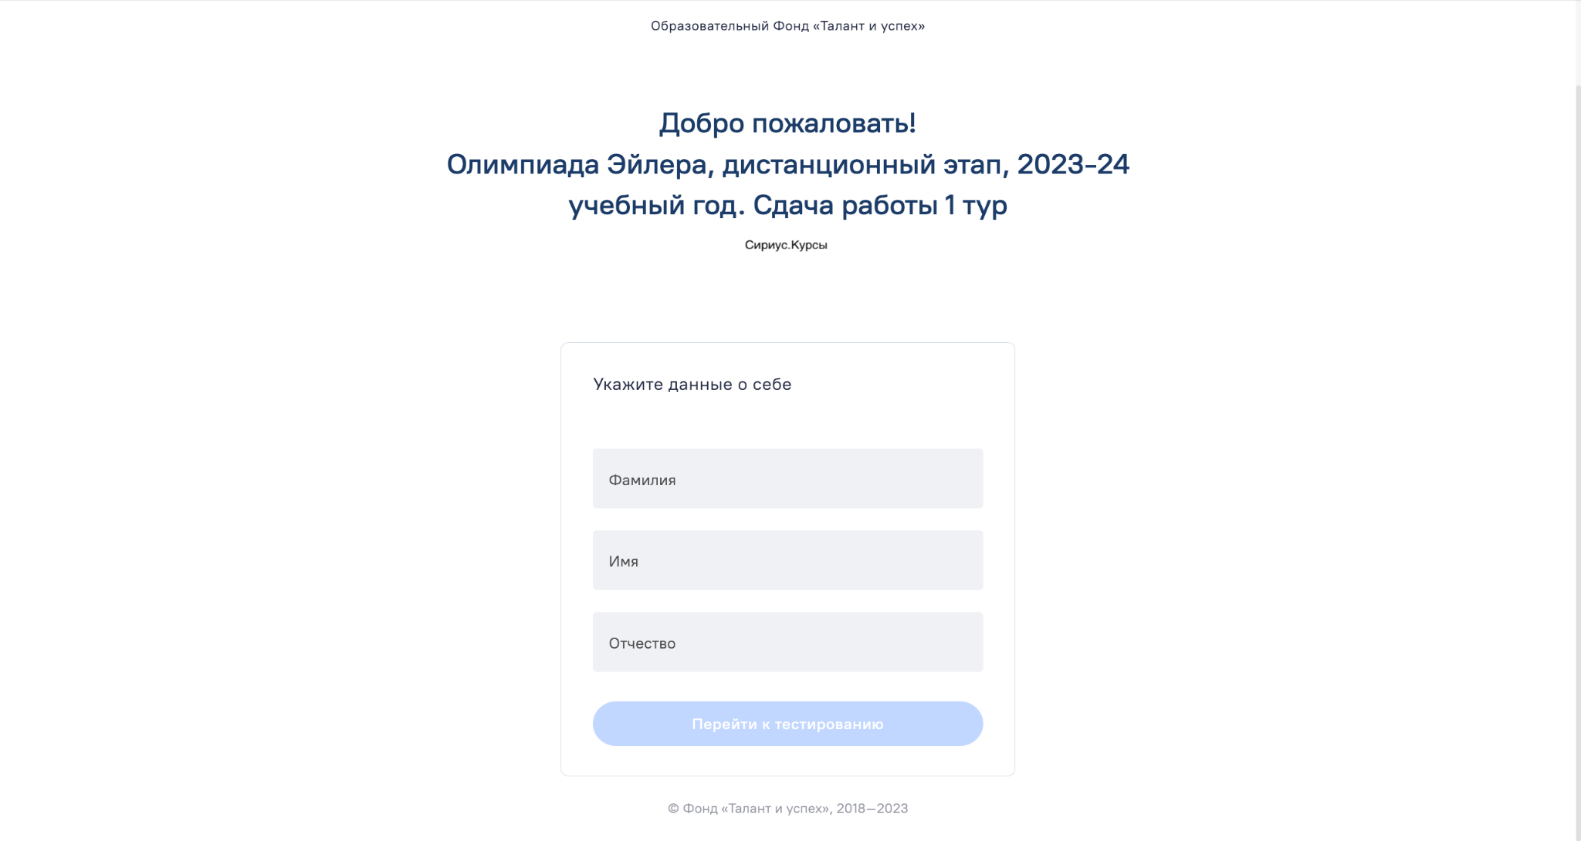 Образовательный Фонд «Талант и успех»
Добро пожаловать!
Олимпиада Эйлера, дистанционный этап, 2023-24
учебный год. Сдача работы 1 тур
Сириус.Курсы
Укажите данные о себе
Фамилия
Имя
Отчество
Перейти к тестированию
© Фонд «Талант и успех», 2018—2023